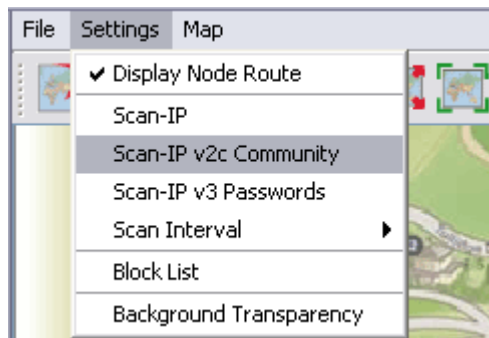 File Settings Map
✔ Display Node Route
Scan-IP
Scan-IP v2c Community
Scan-IP v3 Passwords
Scan Interval
Block List
Background Transparency